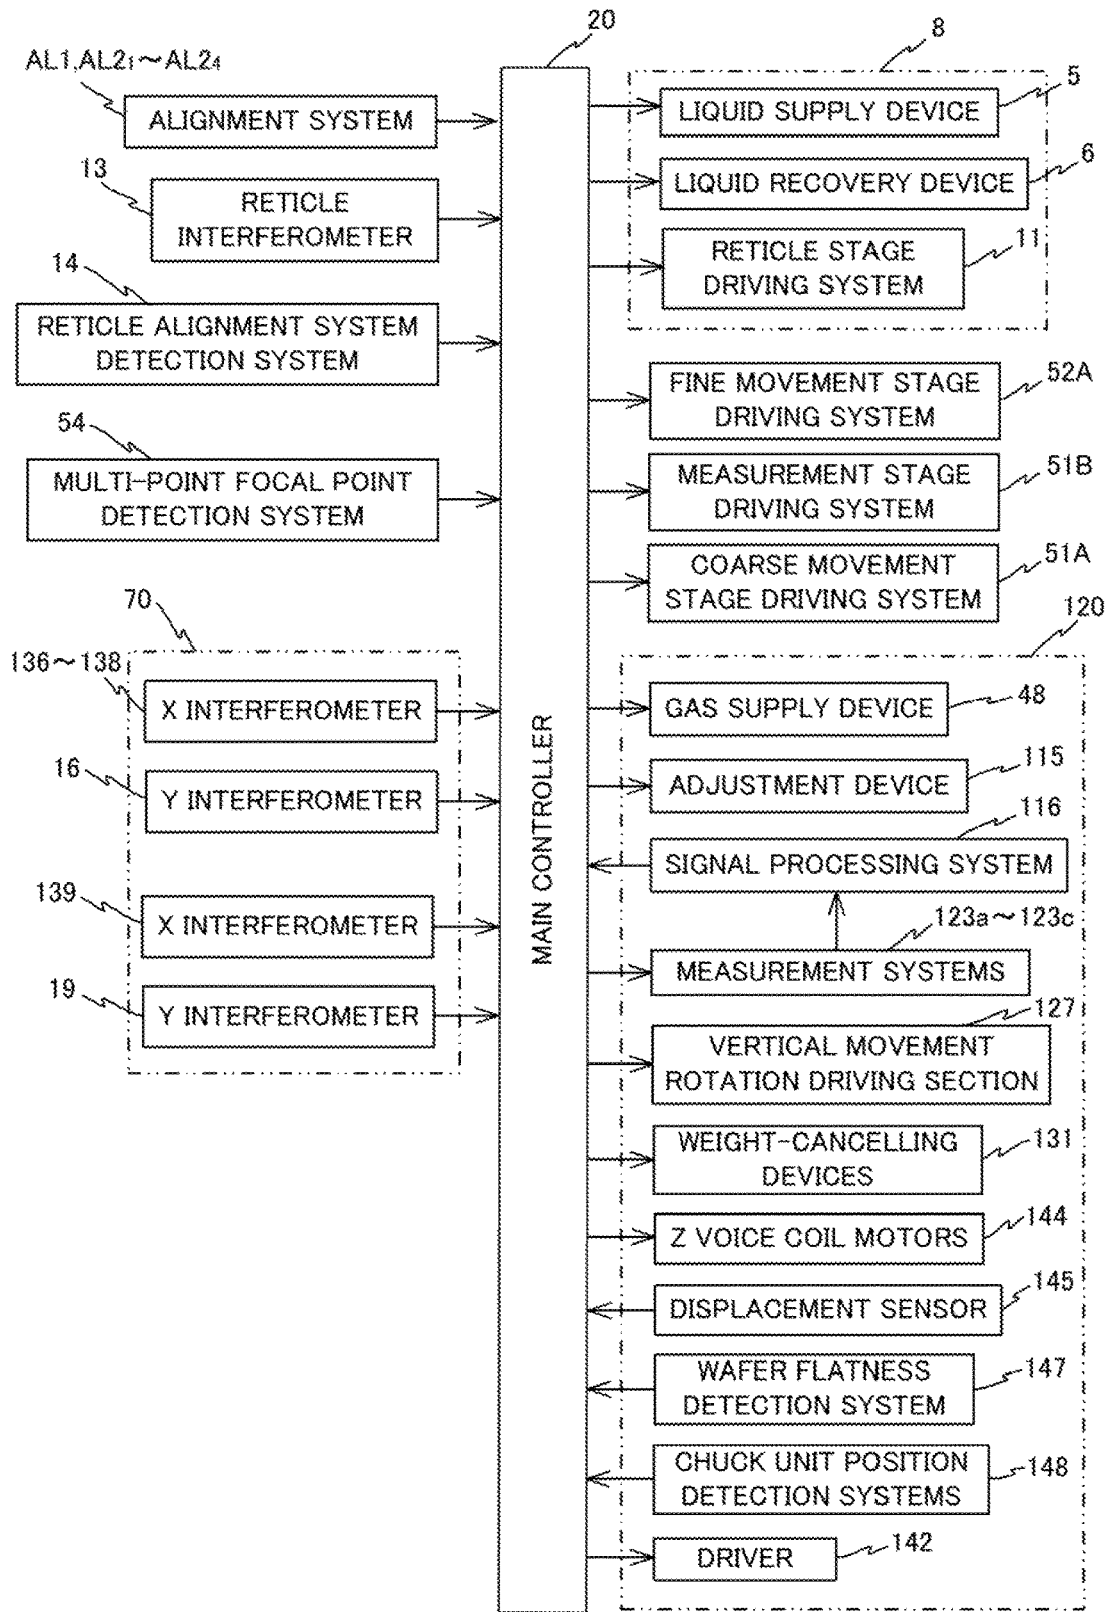 20
8
AL1,AL2₁～AL2₄
ALIGNMENT SYSTEM
13
RETICLE
INTERFEROMETER
14
RETICLE ALIGNMENT SYSTEM
DETECTION SYSTEM
54
MULTI-POINT FOCAL POINT
DETECTION SYSTEM
70
136～138
X INTERFEROMETER
16
Y INTERFEROMETER
139
X INTERFEROMETER
19
Y INTERFEROMETER
MAIN CONTROLLER
5
LIQUID SUPPLY DEVICE
6
LIQUID RECOVERY DEVICE
11
RETICLE STAGE
DRIVING SYSTEM
52A
FINE MOVEMENT STAGE
DRIVING SYSTEM
51B
MEASUREMENT STAGE
DRIVING SYSTEM
51A
COARSE MOVEMENT
STAGE DRIVING SYSTEM
120
GAS SUPPLY DEVICE
48
ADJUSTMENT DEVICE
115
116
SIGNAL PROCESSING SYSTEM
123a～123c
MEASUREMENT SYSTEMS
127
VERTICAL MOVEMENT
ROTATION DRIVING SECTION
WEIGHT-CANCELLING
DEVICES
131
Z VOICE COIL MOTORS
144
DISPLACEMENT SENSOR
145
WAFER FLATNESS
DETECTION SYSTEM
147
CHUCK UNIT POSITION
DETECTION SYSTEMS
148
DRIVER
142